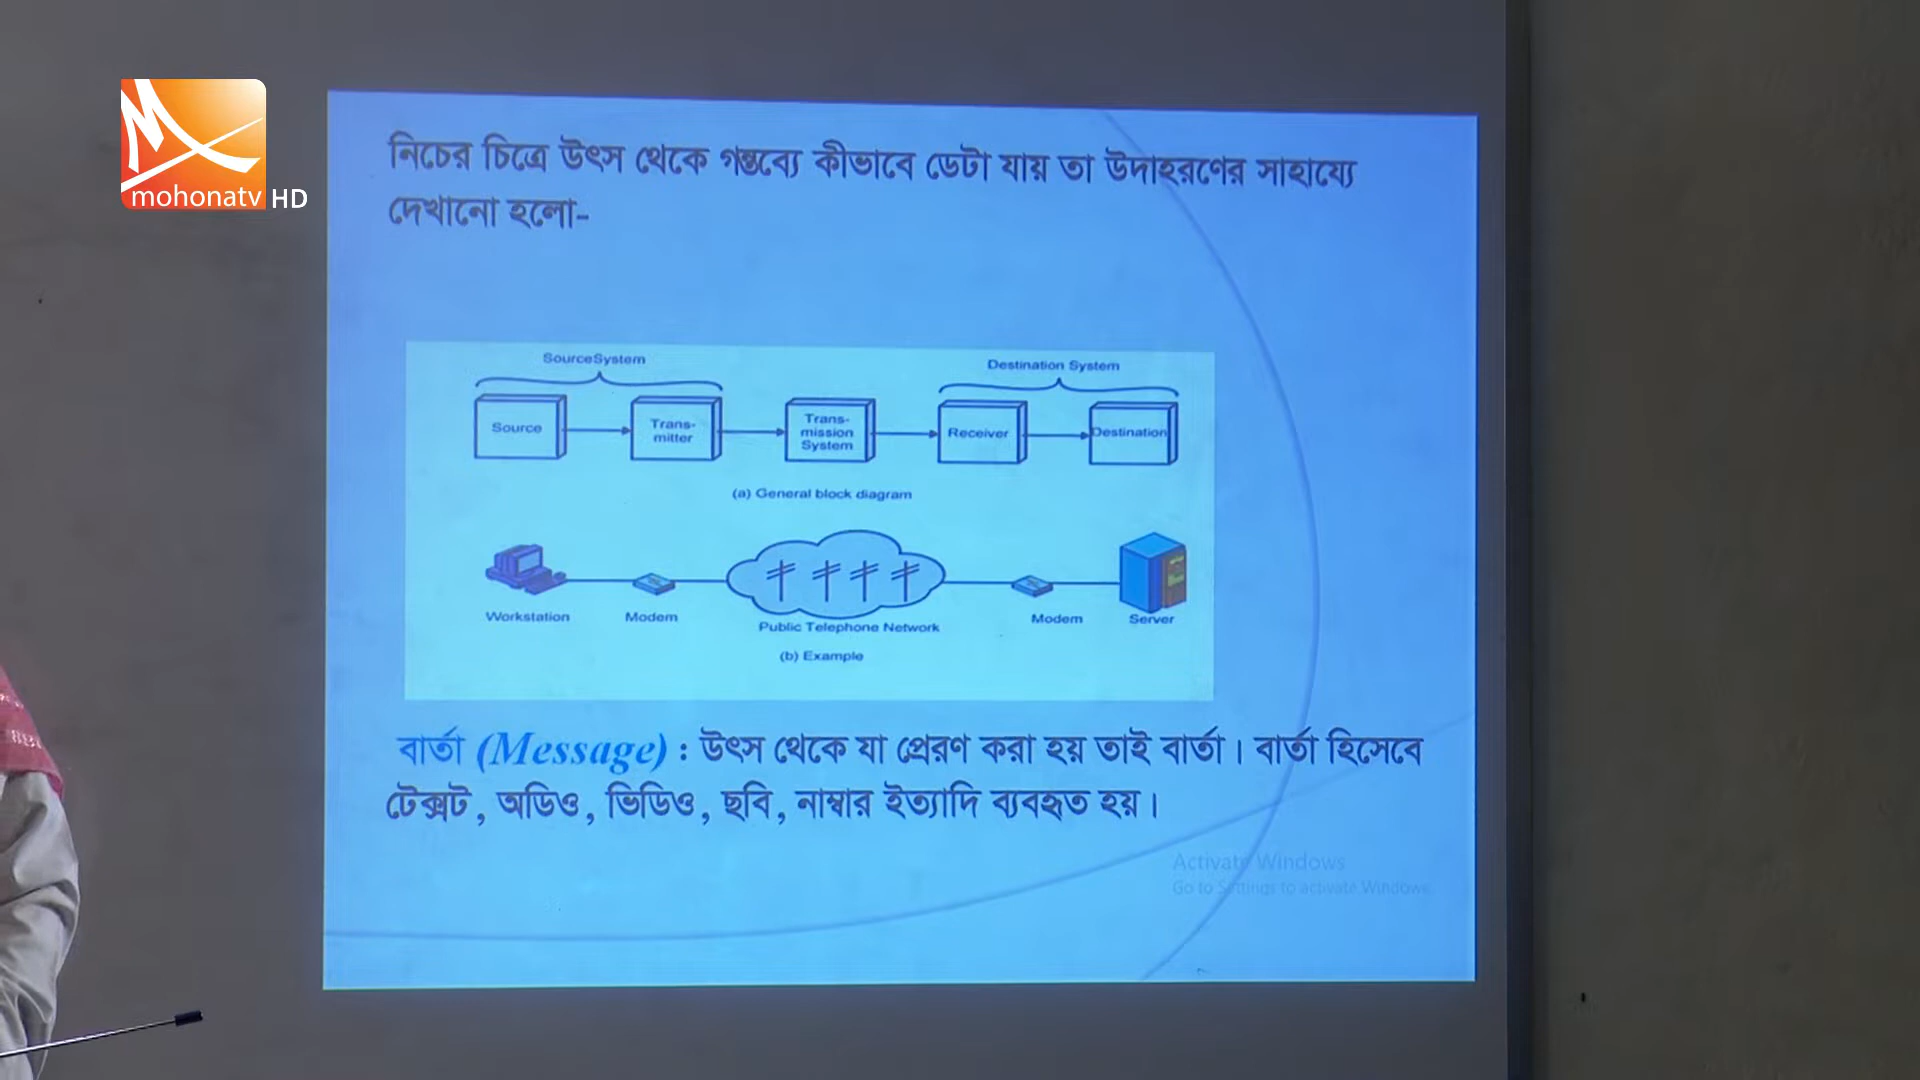 mohonatv HD
নিচের চিত্রে উৎস থেকে গন্তব্যে কীভাবে ডেটা যায় তা উদাহরণের সাহায্যে
দেখানো হলো-
SourceSystem
Destination System
Source
Trans-
mitter
Trans-
mission
System
Receiver
Destination
(a) General block diagram
Workstation
Modem
Public Telephone Network
Modem
Server
(b) Example
বার্তা (Message) : উৎস থেকে যা প্রেরণ করা হয় তাই বার্তা। বার্তা হিসেবে
টেক্সট, অডিও, ভিডিও, ছবি, নাম্বার ইত্যাদি ব্যবহৃত হয়।
Activate Windows
Go to Settings to activate Windows.